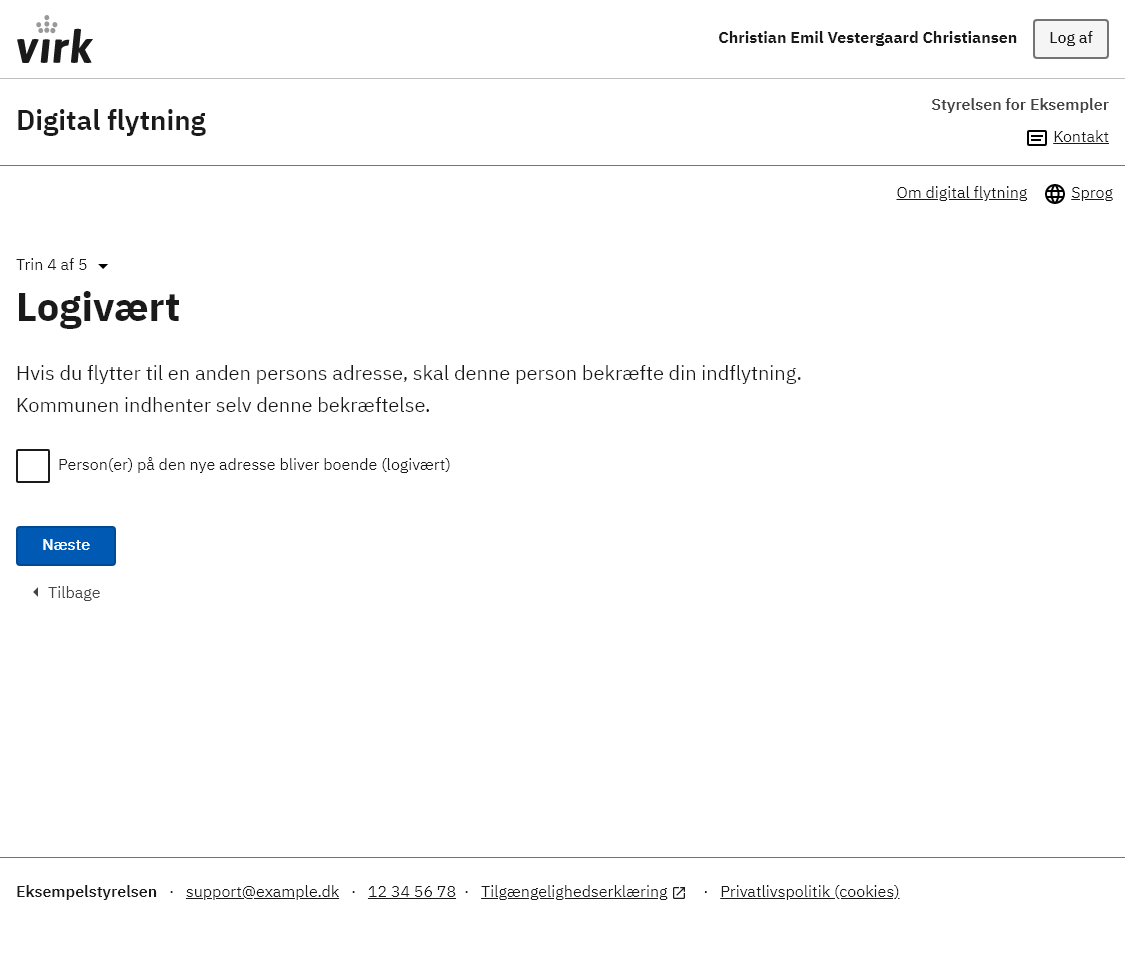 virk
Christian Emil Vestergaard Christiansen
Log af
Digital flytning
Styrelsen for Eksempler
Kontakt
Om digital flytning
Sprog
Trin 4 af 5
Logivært
Hvis du flytter til en anden persons adresse, skal denne person bekræfte din indflytning.
Kommunen indhenter selv denne bekræftelse.
Person(er) på den nye adresse bliver boende (logivært)
Næste
Tilbage
Eksempelstyrelsen · support@example.dk · 12 34 56 78 · Tilgængelighedserklæring · Privatlivspolitik (cookies)